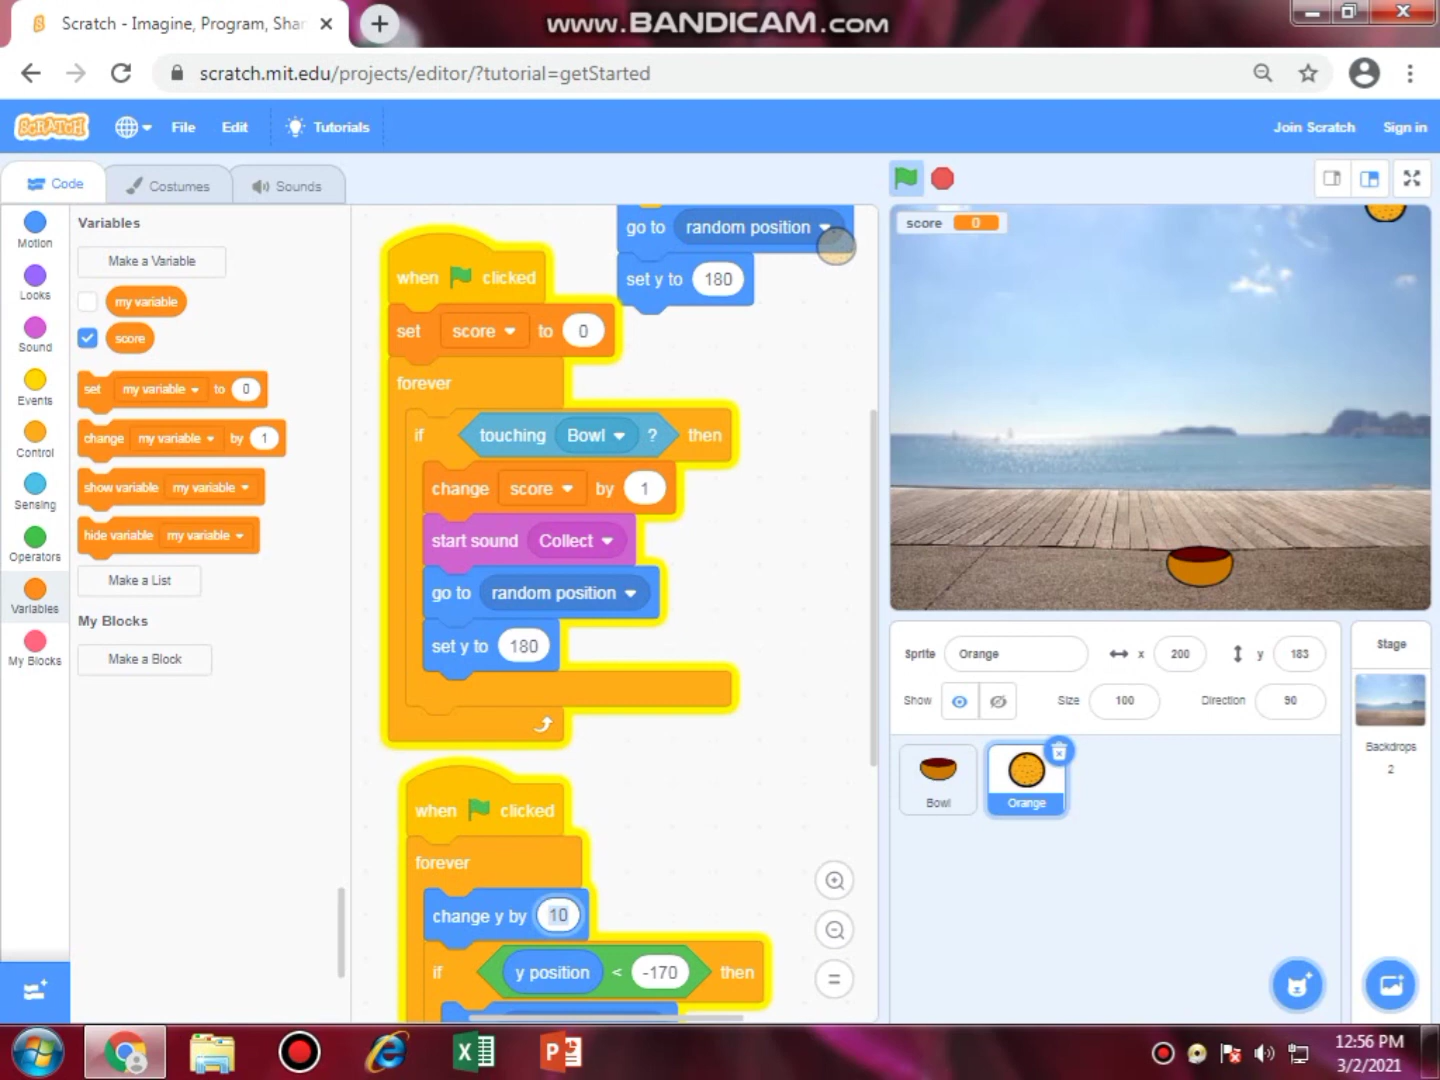 Scratch - Imagine, Program, Shar
www.BANDICAM.com
scratch.mit.edu/projects/editor/?tutorial=getStarted
SCRATCH
File
Edit
Tutorials
Join Scratch
Sign in
Code
Costumes
Sounds
Motion
Looks
Sound
Events
Control
Sensing
Operators
Variables
My Blocks
Variables
Make a Variable
my variable
score
set my variable to 0
change my variable by 1
show variable my variable
hide variable my variable
Make a List
My Blocks
Make a Block
go to random position
set y to 180
when clicked
set score to 0
forever
if touching Bowl ? then
change score by 1
start sound Collect
go to random position
set y to 180
when clicked
forever
change y by 10
if y position < -170 then
score 0
Sprite Orange x 200 y 183
Show Size 100 Direction 90
Bowl
Orange
Stage
Backdrops
2
12:56 PM
3/2/2021